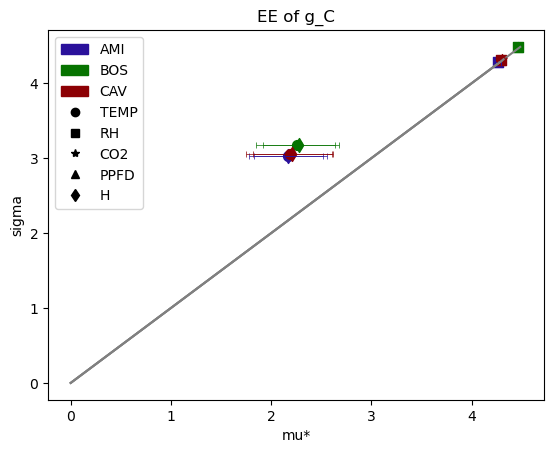 EE of g_C
AMI
BOS
CAV
TEMP
RH
CO2
PPFD
H
sigma
4
3
2
1
0
0 1 2 3 4
mu*